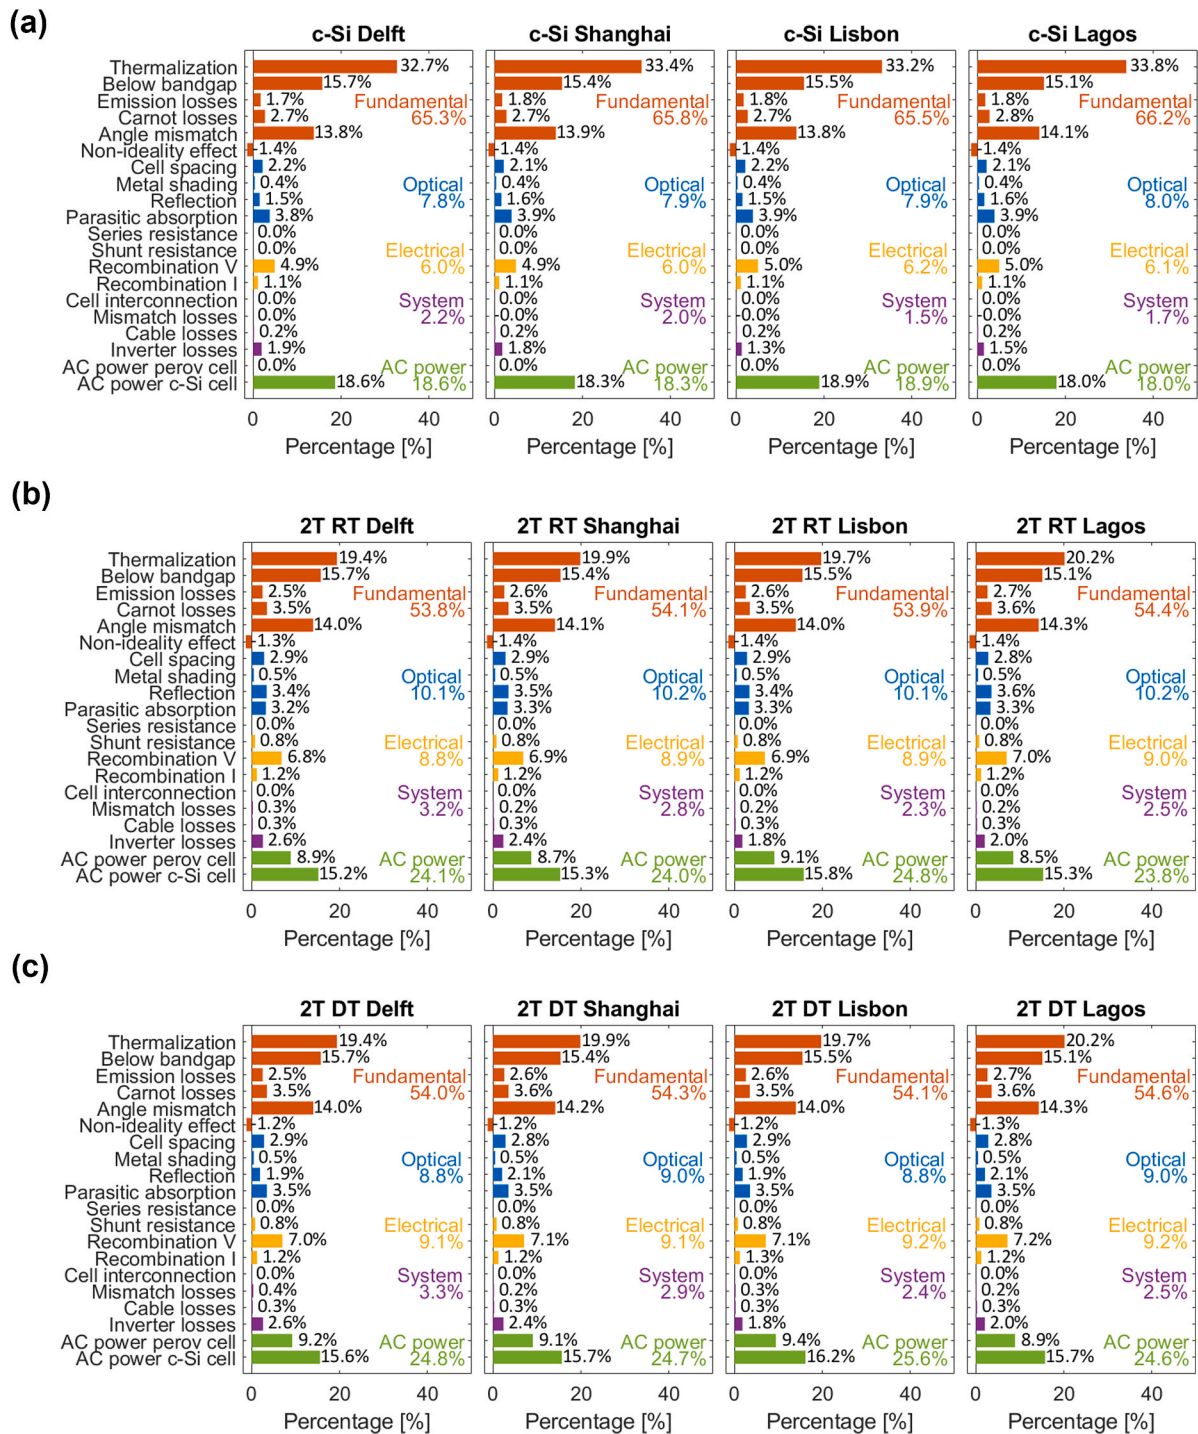 (a)
c-Si Delft
c-Si Shanghai
c-Si Lisbon
c-Si Lagos
Thermalization
Below bandgap
Emission losses
Carnot losses
Angle mismatch
Non-ideality effect
Cell spacing
Metal shading
Reflection
Parasitic absorption
Series resistance
Shunt resistance
Recombination V
Recombination I
Cell interconnection
Mismatch losses
Cable losses
Inverter losses
AC power perov cell
AC power c-Si cell
32.7%
15.7%
1.7%
2.7%
13.8%
1.4%
2.2%
0.4%
1.5%
3.8%
0.0%
0.0%
4.9%
1.1%
0.0%
0.0%
0.2%
1.9%
0.0%
18.6%
Fundamental
65.3%
Optical
7.8%
Electrical
6.0%
System
2.2%
AC power
18.6%
0 20 40
Percentage [%]
33.4%
15.4%
1.8%
2.7%
13.9%
1.4%
2.1%
0.4%
1.6%
3.9%
0.0%
0.0%
4.9%
1.1%
0.0%
0.0%
0.2%
1.8%
0.0%
18.3%
Fundamental
65.8%
Optical
7.9%
Electrical
6.0%
System
2.0%
AC power
18.3%
0 20 40
Percentage [%]
33.2%
15.5%
1.8%
2.7%
13.8%
1.4%
2.2%
0.4%
1.5%
3.9%
0.0%
0.0%
5.0%
1.1%
0.0%
0.0%
0.2%
1.3%
0.0%
18.9%
Fundamental
65.5%
Optical
7.9%
Electrical
6.2%
System
1.5%
AC power
18.9%
0 20 40
Percentage [%]
33.8%
15.1%
1.8%
2.8%
14.1%
1.4%
2.1%
0.4%
1.6%
3.9%
0.0%
0.0%
5.0%
1.1%
0.0%
0.0%
0.2%
1.5%
0.0%
18.0%
Fundamental
66.2%
Optical
8.0%
Electrical
6.1%
System
1.7%
AC power
18.0%
0 20 40
Percentage [%]
(b)
2T RT Delft
2T RT Shanghai
2T RT Lisbon
2T RT Lagos
Thermalization
Below bandgap
Emission losses
Carnot losses
Angle mismatch
Non-ideality effect
Cell spacing
Metal shading
Reflection
Parasitic absorption
Series resistance
Shunt resistance
Recombination V
Recombination I
Cell interconnection
Mismatch losses
Cable losses
Inverter losses
AC power perov cell
AC power c-Si cell
19.4%
15.7%
2.5%
3.5%
14.0%
1.3%
2.9%
0.5%
3.4%
3.2%
0.0%
0.8%
6.8%
1.2%
0.0%
0.3%
0.3%
2.6%
8.9%
15.2%
Fundamental
53.8%
Optical
10.1%
Electrical
8.8%
System
3.2%
AC power
24.1%
0 20 40
Percentage [%]
19.9%
15.4%
2.6%
3.5%
14.1%
1.4%
2.9%
0.5%
3.5%
3.3%
0.0%
0.8%
6.9%
1.2%
0.0%
0.2%
0.3%
2.4%
8.7%
15.3%
Fundamental
54.1%
Optical
10.2%
Electrical
8.9%
System
2.8%
AC power
24.0%
0 20 40
Percentage [%]
19.7%
15.5%
2.6%
3.5%
14.0%
1.4%
2.9%
0.5%
3.4%
3.3%
0.0%
0.8%
6.9%
1.2%
0.0%
0.2%
0.3%
1.8%
9.1%
15.8%
Fundamental
53.9%
Optical
10.1%
Electrical
8.9%
System
2.3%
AC power
24.8%
0 20 40
Percentage [%]
20.2%
15.1%
2.7%
3.6%
14.3%
1.4%
2.8%
0.5%
3.6%
3.3%
0.0%
0.8%
7.0%
1.2%
0.0%
0.2%
0.3%
2.0%
8.5%
15.3%
Fundamental
54.4%
Optical
10.2%
Electrical
9.0%
System
2.5%
AC power
23.8%
0 20 40
Percentage [%]
(c)
2T DT Delft
2T DT Shanghai
2T DT Lisbon
2T DT Lagos
Thermalization
Below bandgap
Emission losses
Carnot losses
Angle mismatch
Non-ideality effect
Cell spacing
Metal shading
Reflection
Parasitic absorption
Series resistance
Shunt resistance
Recombination V
Recombination I
Cell interconnection
Mismatch losses
Cable losses
Inverter losses
AC power perov cell
AC power c-Si cell
19.4%
15.7%
2.5%
3.5%
14.0%
1.2%
2.9%
0.5%
1.9%
3.5%
0.0%
0.8%
7.0%
1.2%
0.0%
0.4%
0.3%
2.6%
9.2%
15.6%
Fundamental
54.0%
Optical
8.8%
Electrical
9.1%
System
3.3%
AC power
24.8%
0 20 40
Percentage [%]
19.9%
15.4%
2.6%
3.6%
14.2%
1.2%
2.8%
0.5%
2.1%
3.5%
0.0%
0.8%
7.1%
1.2%
0.0%
0.2%
0.3%
2.4%
9.1%
15.7%
Fundamental
54.3%
Optical
9.0%
Electrical
9.1%
System
2.9%
AC power
24.7%
0 20 40
Percentage [%]
19.7%
15.5%
2.6%
3.5%
14.0%
1.2%
2.9%
0.5%
1.9%
3.5%
0.0%
0.8%
7.1%
1.3%
0.0%
0.3%
0.3%
1.8%
9.4%
16.2%
Fundamental
54.1%
Optical
8.8%
Electrical
9.2%
System
2.4%
AC power
25.6%
0 20 40
Percentage [%]
20.2%
15.1%
2.7%
3.6%
14.3%
1.3%
2.8%
0.5%
2.1%
3.5%
0.0%
0.8%
7.2%
1.2%
0.0%
0.2%
0.3%
2.0%
8.9%
15.7%
Fundamental
54.6%
Optical
9.0%
Electrical
9.2%
System
2.5%
AC power
24.6%
0 20 40
Percentage [%]